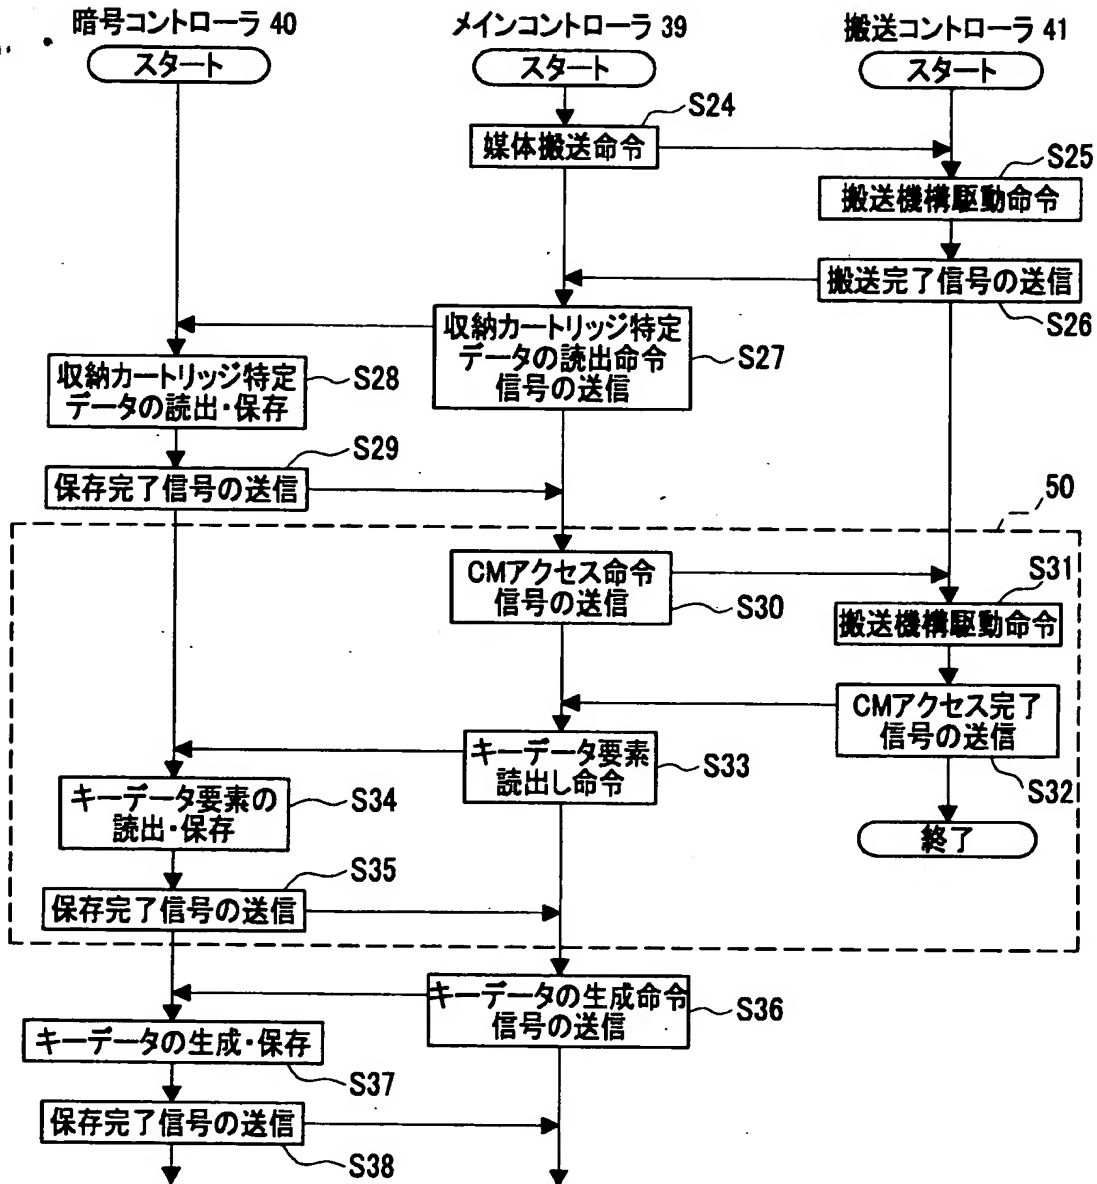 暗号コントローラ 40
メインコントローラ 39
搬送コントローラ 41
スタート
スタート
スタート
S24
媒体搬送命令
S25
搬送機構駆動命令
搬送完了信号の送信
S26
収納カートリッジ特定
データの読出命令
信号の送信
S27
収納カートリッジ特定
データの読出・保存
S28
S29
保存完了信号の送信
50
CMアクセス命令
信号の送信
S30
S31
搬送機構駆動命令
CMアクセス完了
信号の送信
S32
キーデータ要素
読出し命令
S33
キーデータ要素の
読出・保存
S34
終了
S35
保存完了信号の送信
キーデータの生成命令
信号の送信
S36
キーデータの生成・保存
S37
保存完了信号の送信
S38